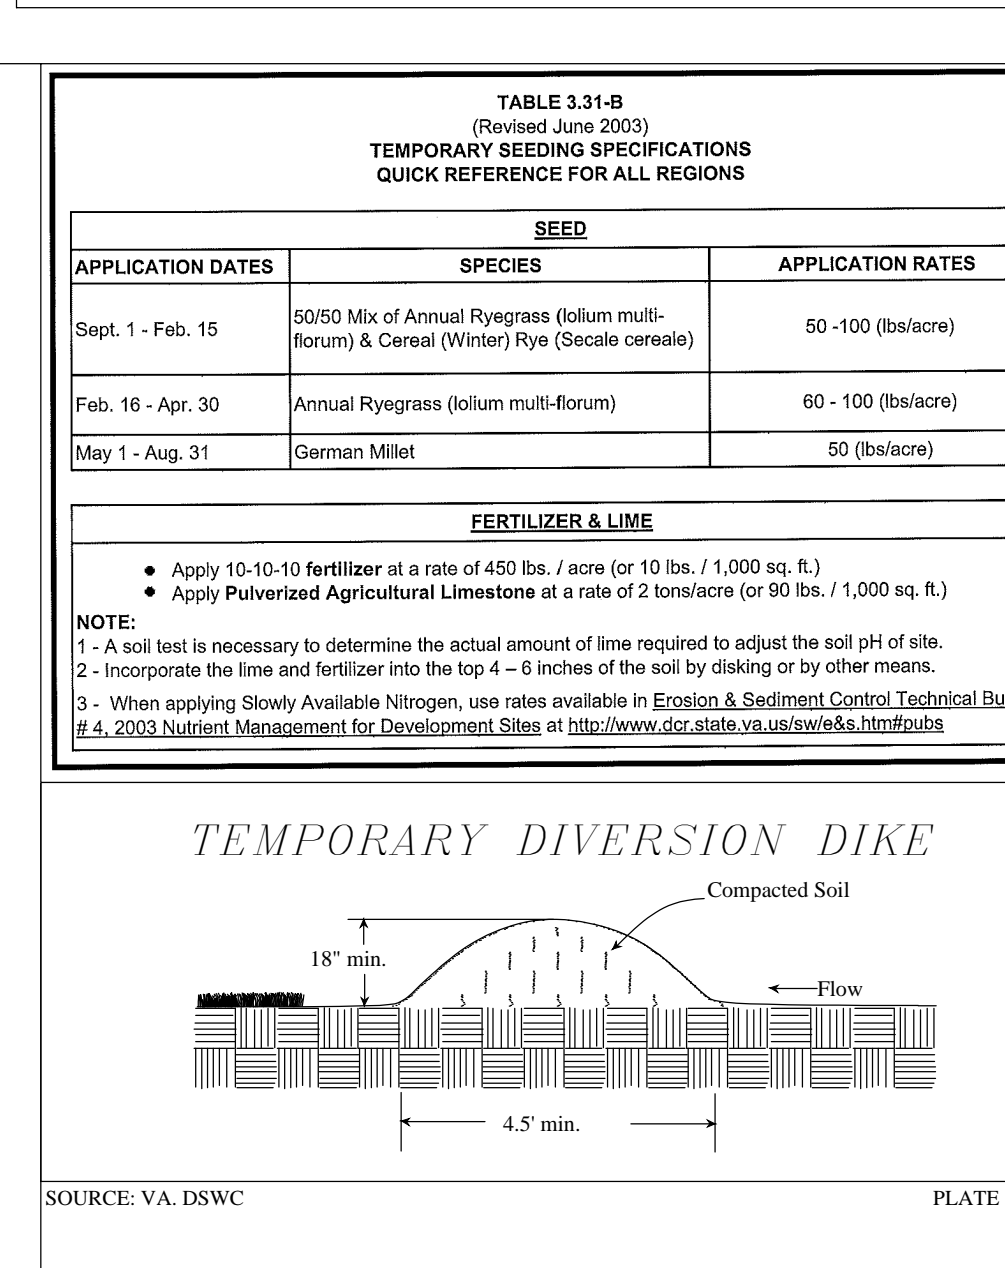 TABLE 3.31-B
(Revised June 2003)
TEMPORARY SEEDING SPECIFICATIONS
QUICK REFERENCE FOR ALL REGIONS
SEED
APPLICATION DATES SPECIES APPLICATION RATES
Sept. 1 - Feb. 15 50/50 Mix of Annual Ryegrass (lolium multi-
florum) & Cereal (Winter) Rye (Secale cereale) 50 -100 (lbs/acre)
Feb. 16 - Apr. 30 Annual Ryegrass (lolium multi-florum) 60 - 100 (lbs/acre)
May 1 - Aug. 31 German Millet 50 (lbs/acre)
FERTILIZER & LIME
• Apply 10-10-10 fertilizer at a rate of 450 lbs. / acre (or 10 lbs. / 1,000 sq. ft.)
• Apply Pulverized Agricultural Limestone at a rate of 2 tons/acre (or 90 lbs. / 1,000 sq. ft.)
NOTE:
1 - A soil test is necessary to determine the actual amount of lime required to adjust the soil pH of site.
2 - Incorporate the lime and fertilizer into the top 4 – 6 inches of the soil by disking or by other means.
3 - When applying Slowly Available Nitrogen, use rates available in Erosion & Sediment Control Technical Bu
# 4, 2003 Nutrient Management for Development Sites at http://www.dcr.state.va.us/sw/e&s.htm#pubs
TEMPORARY DIVERSION DIKE
Compacted Soil
18" min.
Flow
4.5' min.
SOURCE: VA. DSWC PLATE